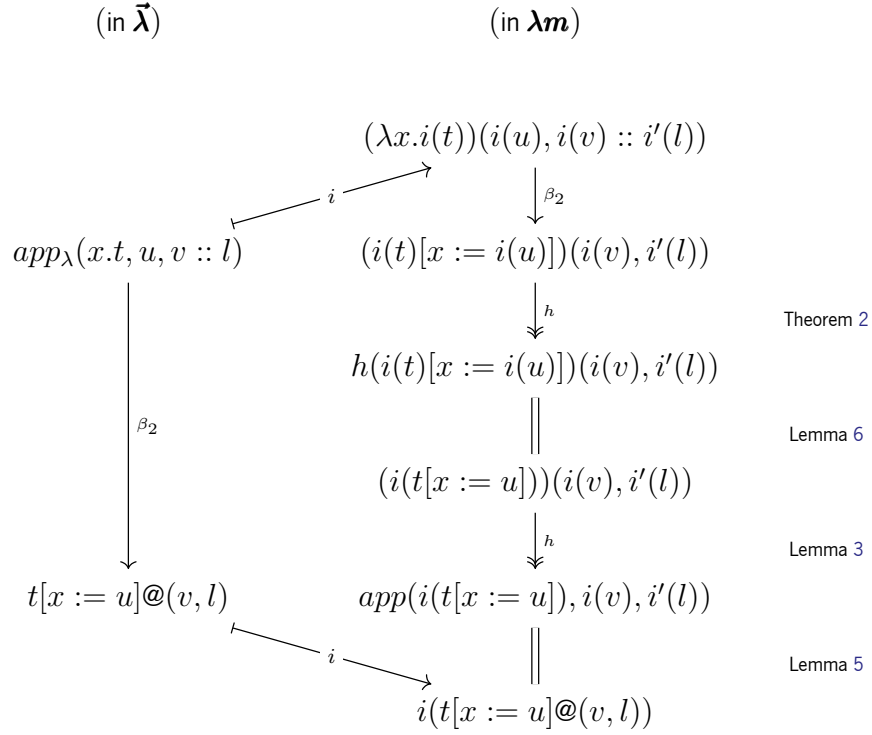 (in λ⃗) (in λm)
(λx.i(t))(i(u), i(v) :: i′(l))
i
β₂
app_λ(x.t, u, v :: l) (i(t)[x := i(u)])(i(v), i′(l))
h
Theorem 2
h(i(t)[x := i(u)])(i(v), i′(l))
β₂
Lemma 6
(i(t[x := u]))(i(v), i′(l))
h
Lemma 3
t[x := u]@(v, l) app(i(t[x := u]), i(v), i′(l))
i
Lemma 5
i(t[x := u]@(v, l))